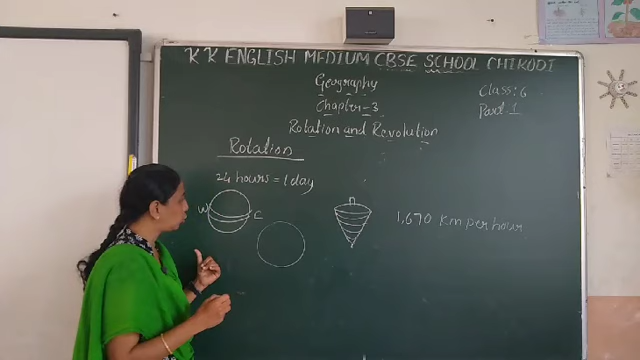 K K ENGLISH MEDIUM CBSE SCHOOL CHIKODI
Geography
Class: 6
Chapter - 3
Part - 1
Rotation and Revolution
Rotation
24 hours = 1 day
W E
1,670 Km per hour